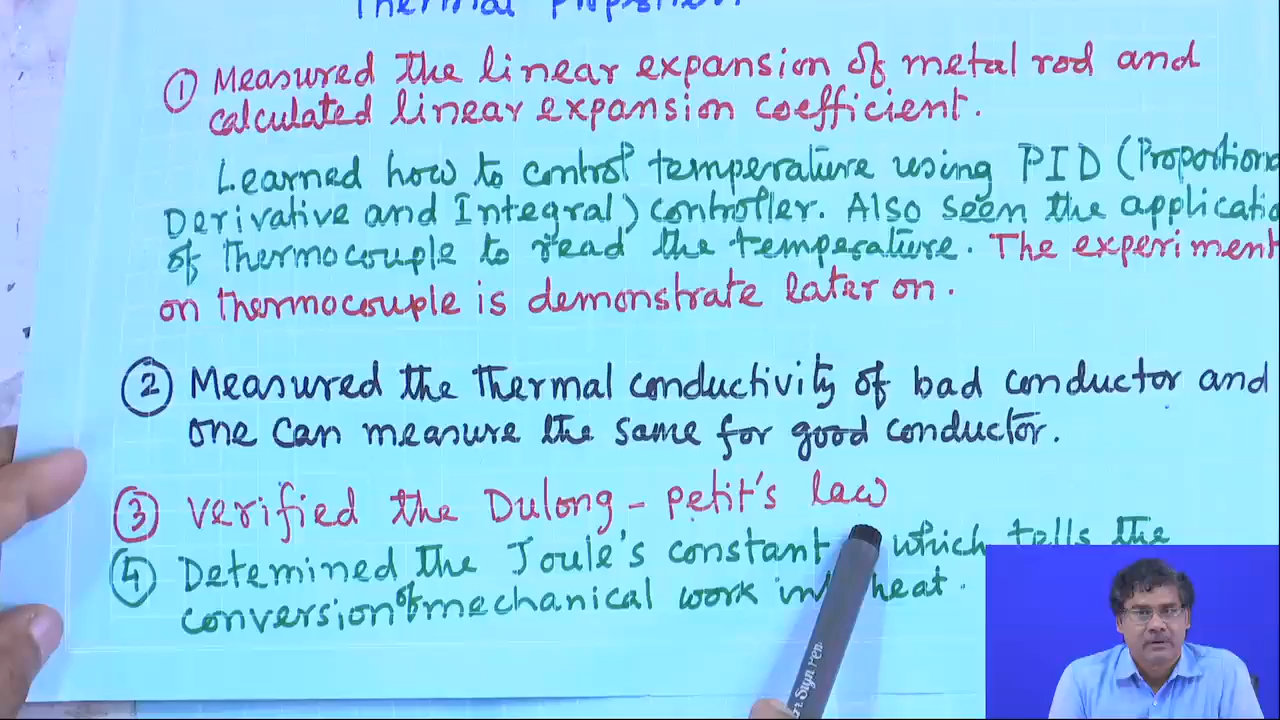 Thermal Properties
① Measured the linear expansion of metal rod and
calculated linear expansion coefficient.
Learned how to control temperature using PID (Proportiona
Derivative and Integral) controller. Also seen the applicatio
of thermocouple to read the temperature. The experiment
on thermocouple is demonstrate later on.
② Measured the thermal conductivity of bad conductor and
one can measure the same for good conductor.
③ Verified the Dulong - Petit's law
④ Detemined the Joule's constant which tells the
conversion of mechanical work in heat.
Sign Pen